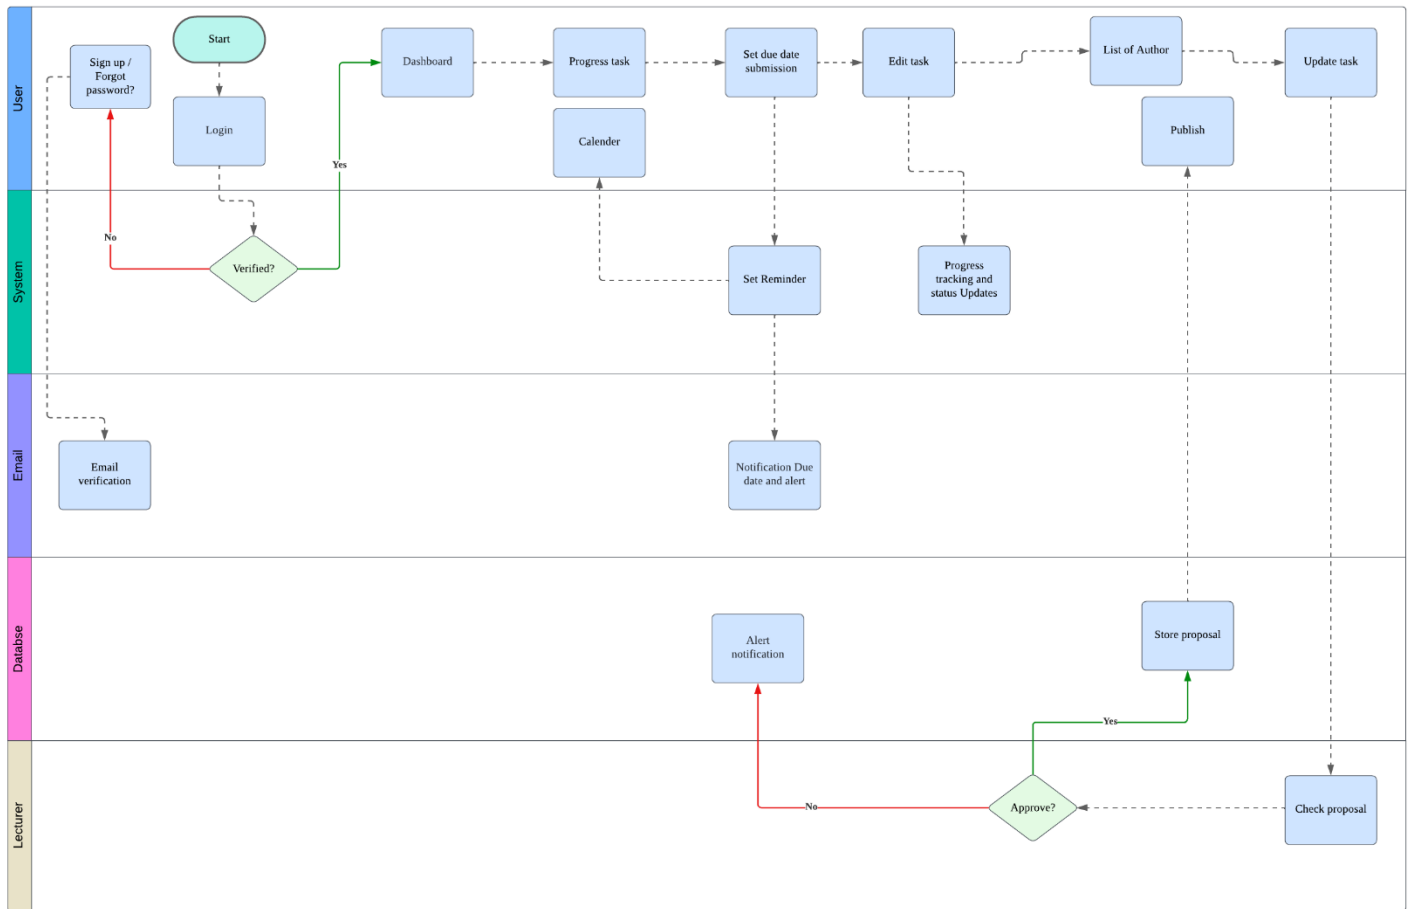 User
Start
Sign up /
Forgot
password?
Login
Dashboard
Progress task
Set due date
submission
Edit task
List of Author
Update task
Calender
Publish
Yes
No
System
Verified?
Set Reminder
Progress
tracking and
status Updates
Email
Email
verification
Notification Due
date and alert
Databse
Alert
notification
Store proposal
Yes
Lecturer
No
Approve?
Check proposal